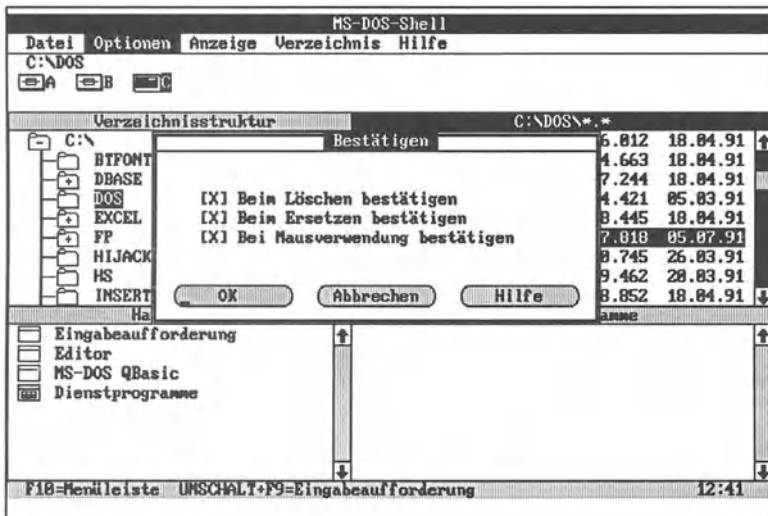 MS-DOS-Shell
Datei Optionen Anzeige Verzeichnis Hilfe
C:\DOS
A B C
Verzeichnisstruktur C:\DOS\*.*
C:\ 6.012 18.04.91
BTFONT 4.663 18.04.91
DBASE 7.244 18.04.91
DOS 4.421 05.03.91
EXCEL 8.445 18.04.91
FP 7.818 05.07.91
HIJACK 0.745 26.03.91
HS 9.462 20.03.91
INSERT 3.852 18.04.91
Bestätigen
[X] Beim Löschen bestätigen
[X] Beim Ersetzen bestätigen
[X] Bei Mausverwendung bestätigen
OK Abbrechen Hilfe
Ha amme
Eingabeaufforderung
Editor
MS-DOS QBasic
Dienstprogramme
F10=Menüleiste UMSCHALT+F9=Eingabeaufforderung 12:41